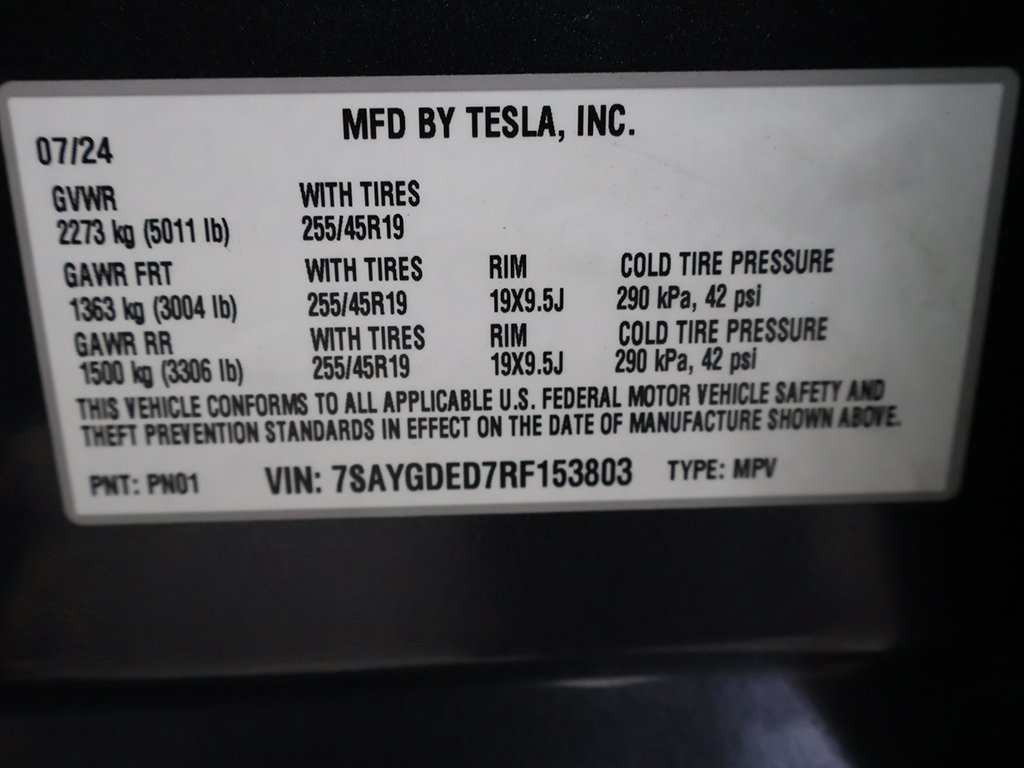 MFD BY TESLA, INC.
07/24
GVWR WITH TIRES
2273 kg (5011 lb) 255/45R19
GAWR FRT WITH TIRES RIM COLD TIRE PRESSURE
1363 kg (3004 lb) 255/45R19 19X9.5J 290 kPa, 42 psi
GAWR RR WITH TIRES RIM COLD TIRE PRESSURE
1500 kg (3306 lb) 255/45R19 19X9.5J 290 kPa, 42 psi
THIS VEHICLE CONFORMS TO ALL APPLICABLE U.S. FEDERAL MOTOR VEHICLE SAFETY AND
THEFT PREVENTION STANDARDS IN EFFECT ON THE DATE OF MANUFACTURE SHOWN ABOVE.
PNT: PN01 VIN: 7SAYGDED7RF153803 TYPE: MPV